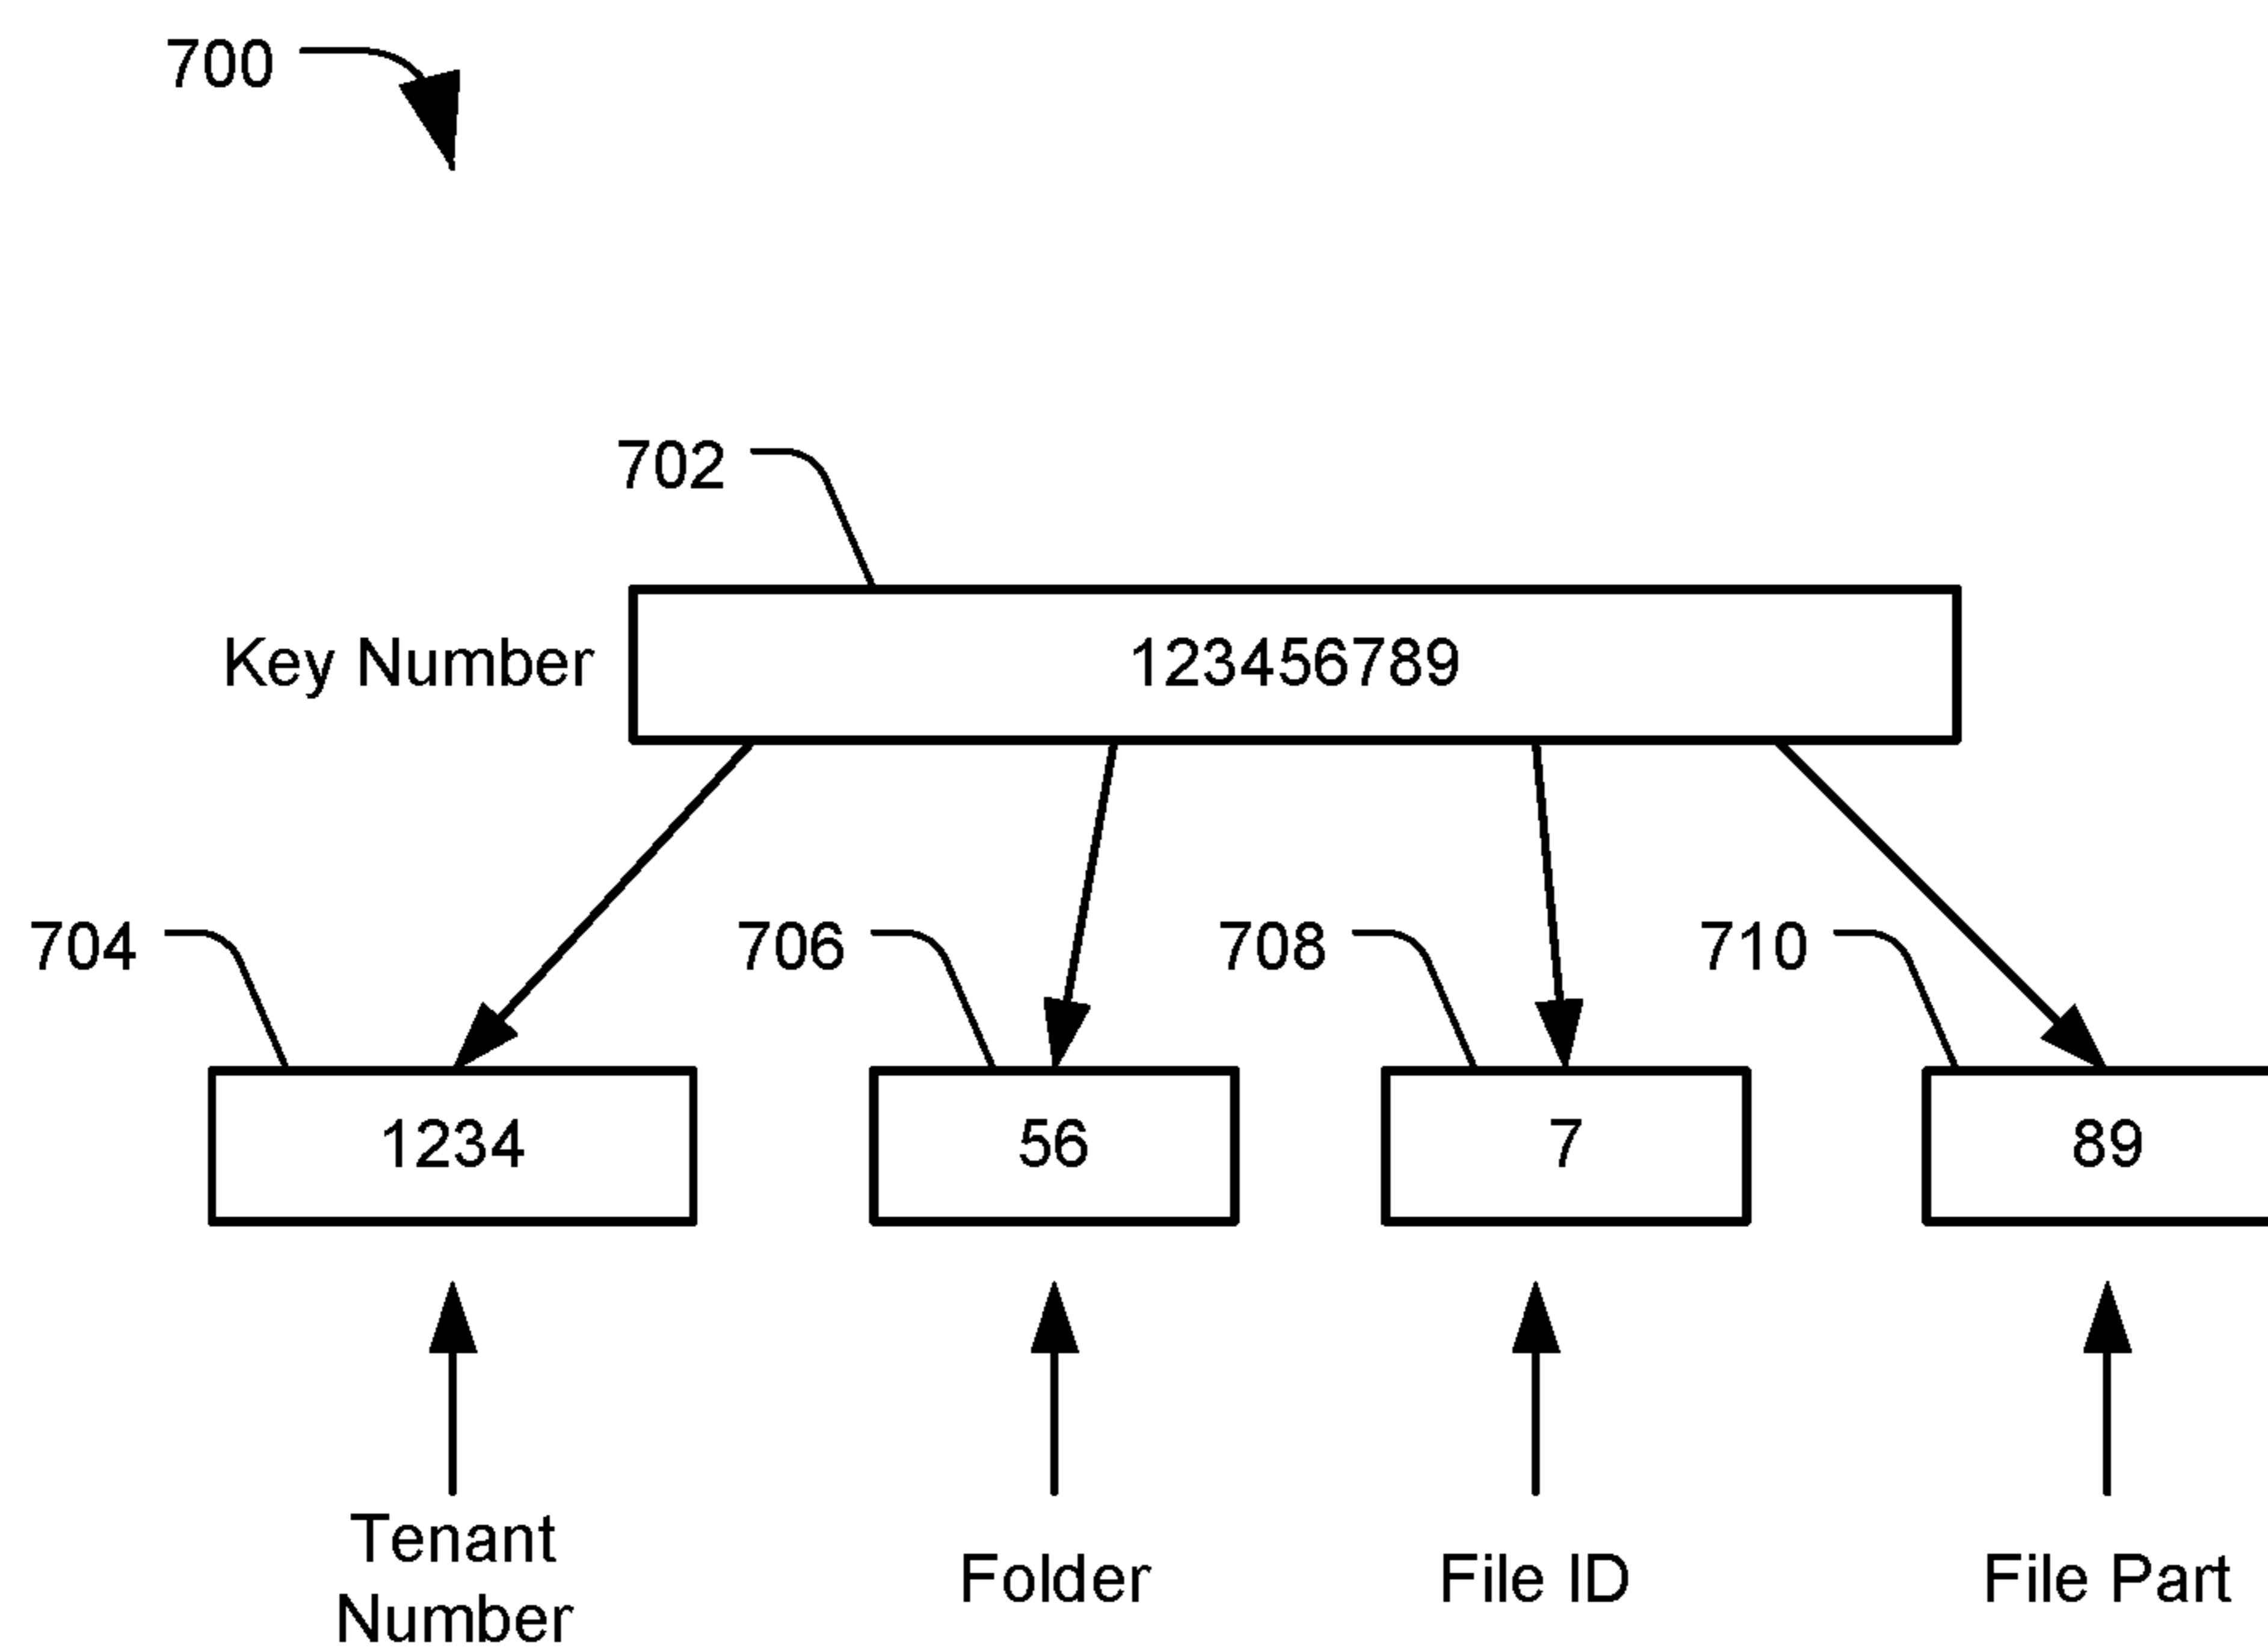 700
702
Key Number
123456789
704
706
708
710
1234
56
7
89
Tenant
Number
Folder
File ID
File Part